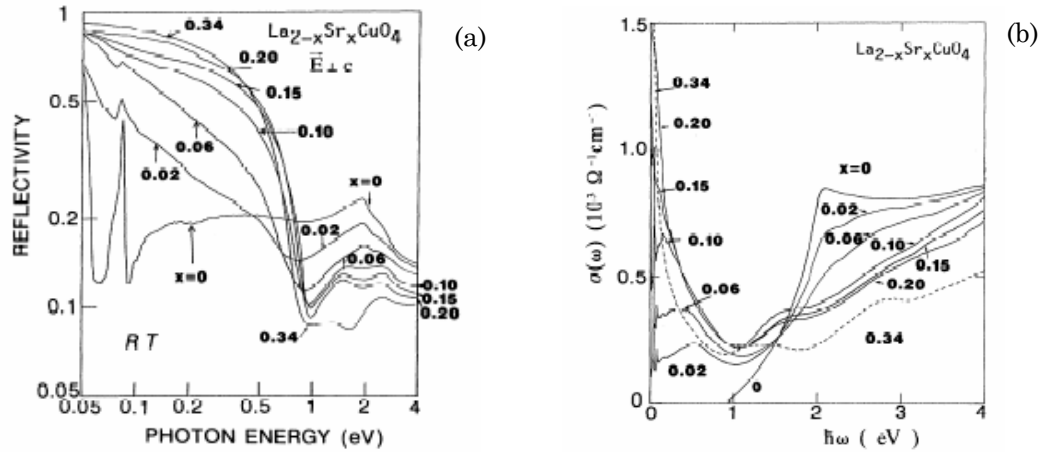 (a)
La2-xSrxCuO4
E ⊥ c
1
0.5
0.2
0.1
0.05
REFLECTIVITY
0.34
0.20
0.15
0.10
0.06
0.02
x=0
x=0
0.02
0.06
0.10
0.15
0.20
0.34
RT
0.05 0.1 0.2 0.5 1 2 4
PHOTON ENERGY (eV)
(b)
La2-xSrxCuO4
1.5
1.0
0.5
0
σ(ω) (10³ Ω⁻¹cm⁻¹)
0.34
0.20
0.15
0.10
0.06
0.02
x=0
0.02
0.06
0.10
0.15
0.20
0.34
0
0 1 2 3 4
ħω ( eV)